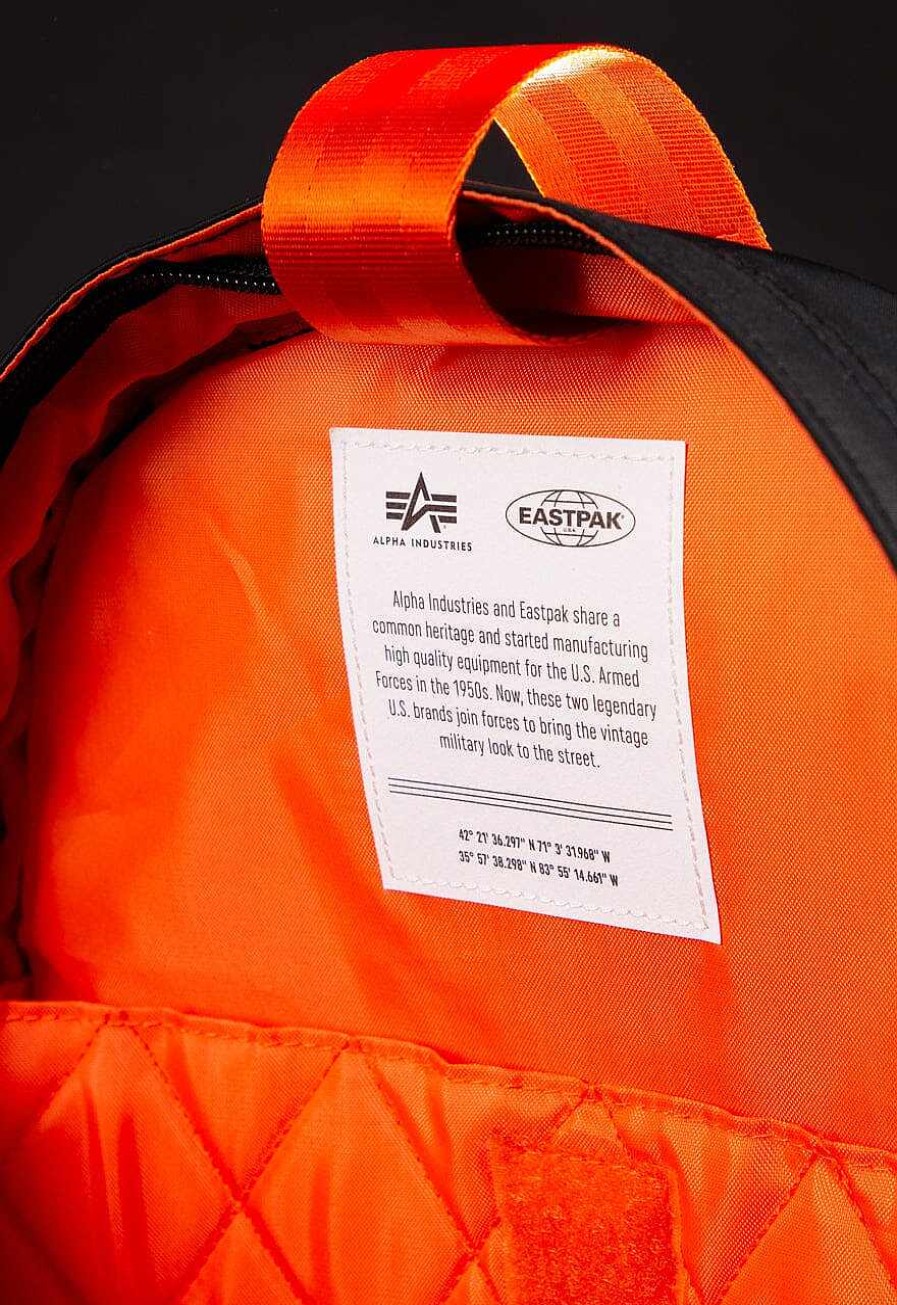 ALPHA INDUSTRIES
EASTPAK®
U.S.A.
Alpha Industries and Eastpak share a
common heritage and started manufacturing
high quality equipment for the U.S. Armed
Forces in the 1950s. Now, these two legendary
U.S. brands join forces to bring the vintage
military look to the street.
42° 21' 36.297" N 71° 3' 31.968" W
35° 57' 38.298" N 83° 55' 14.661" W